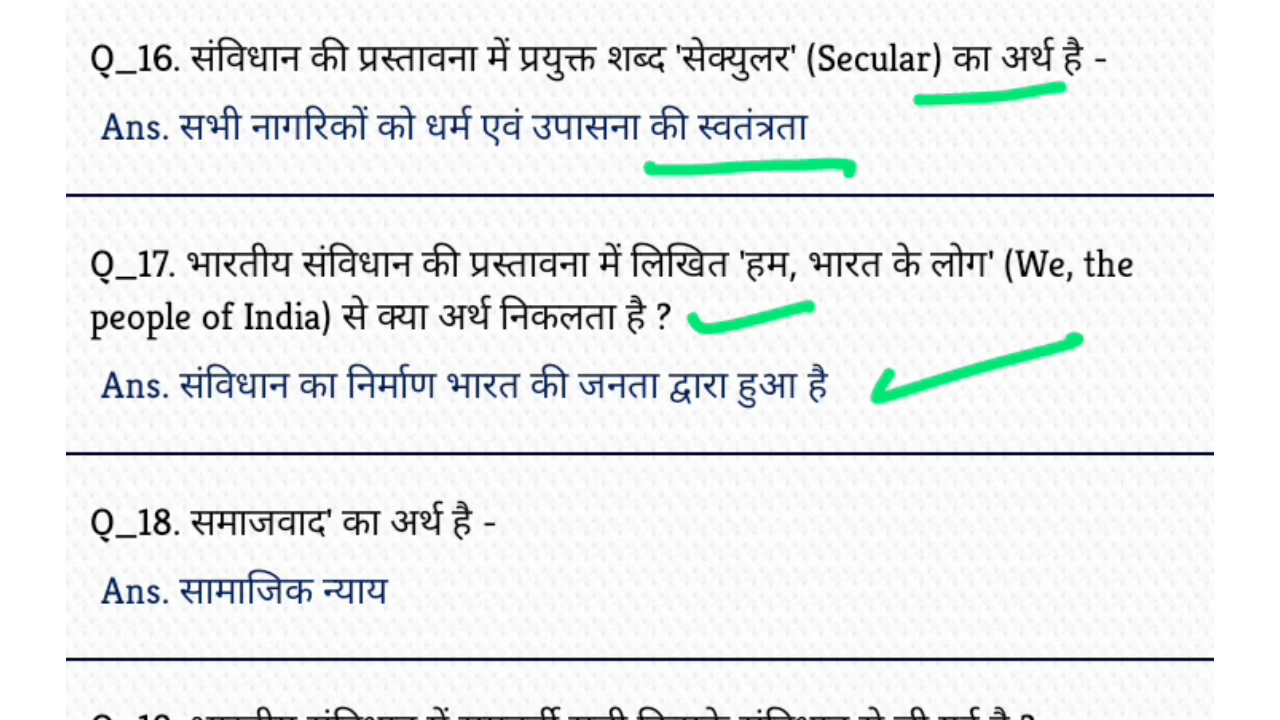 Q_16. संविधान की प्रस्तावना में प्रयुक्त शब्द 'सेक्युलर' (Secular) का अर्थ है -
Ans. सभी नागरिकों को धर्म एवं उपासना की स्वतंत्रता
Q_17. भारतीय संविधान की प्रस्तावना में लिखित 'हम, भारत के लोग' (We, the
people of India) से क्या अर्थ निकलता है ?
Ans. संविधान का निर्माण भारत की जनता द्वारा हुआ है
Q_18. समाजवाद' का अर्थ है -
Ans. सामाजिक न्याय